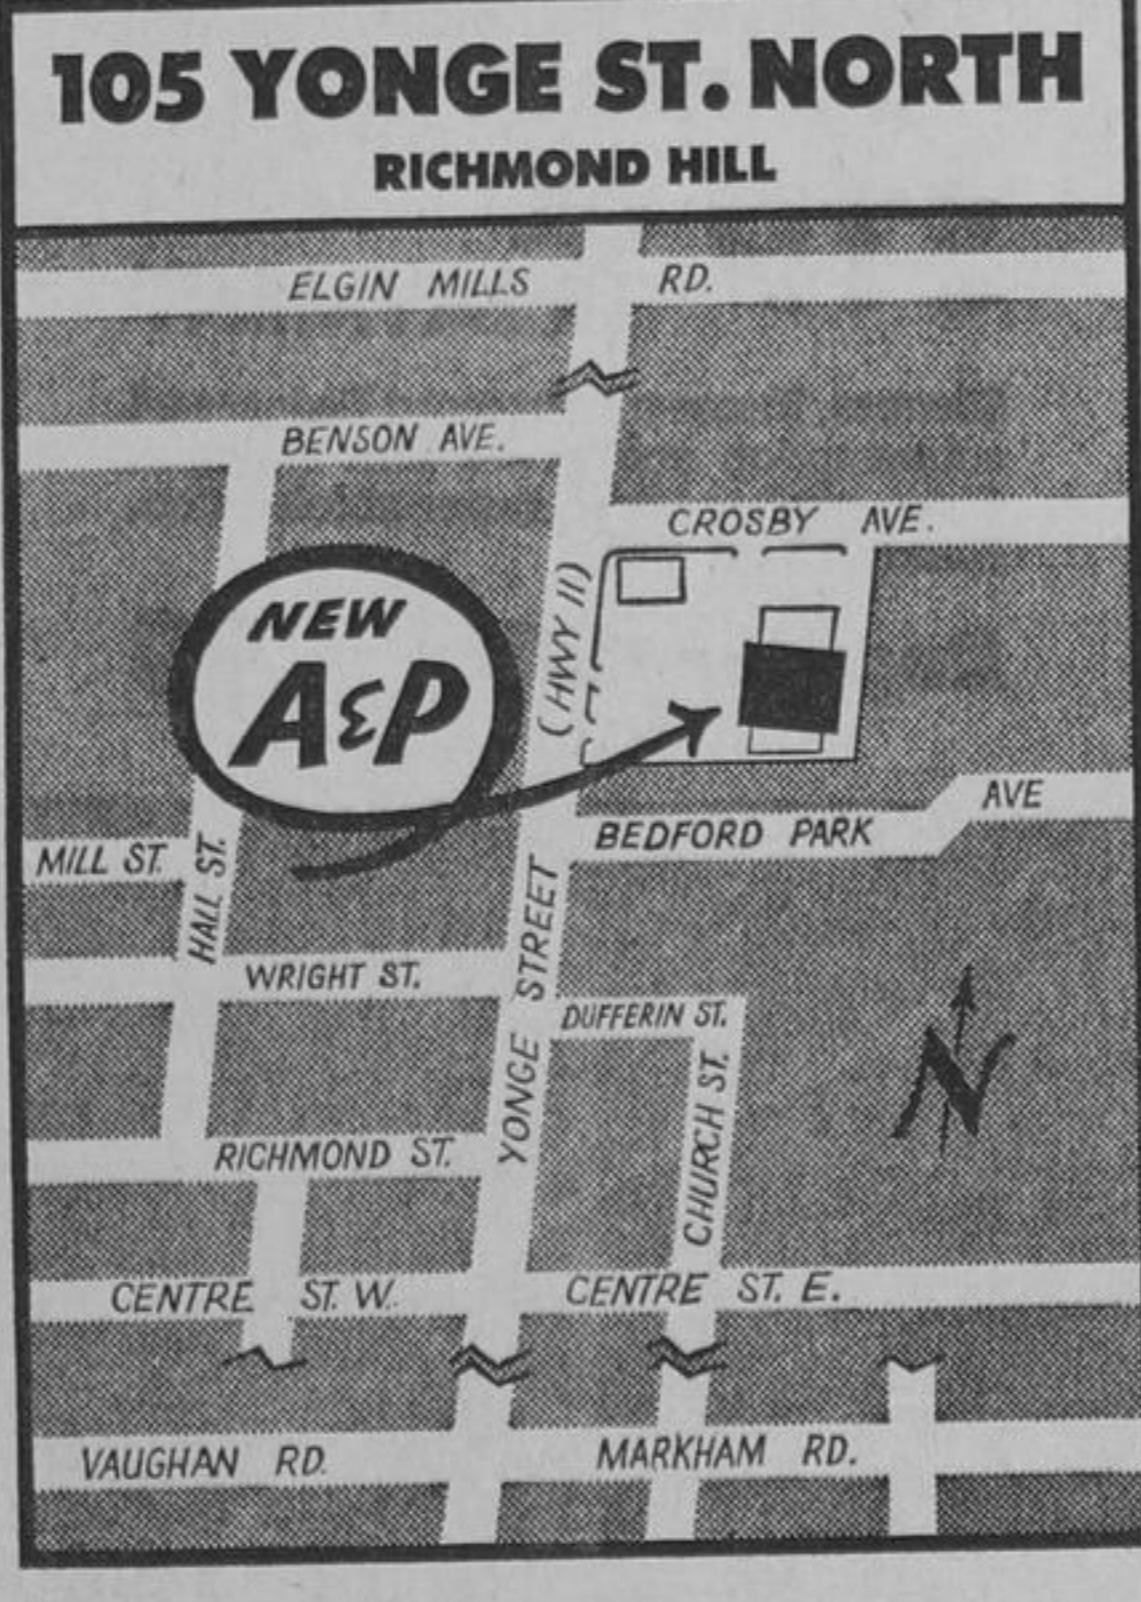 105 YONGE ST. NORTH
RICHMOND HILL
ELGIN MILLS RD.
BENSON AVE.
CROSBY AVE.
NEW
A&P
(HWY 11)
AVE
BEDFORD PARK
MILL ST.
HALL ST.
YONGE STREET
WRIGHT ST.
DUFFERIN ST.
CHURCH ST.
N
RICHMOND ST.
CENTRE ST. W.
CENTRE ST. E.
VAUGHAN RD.
MARKHAM RD.